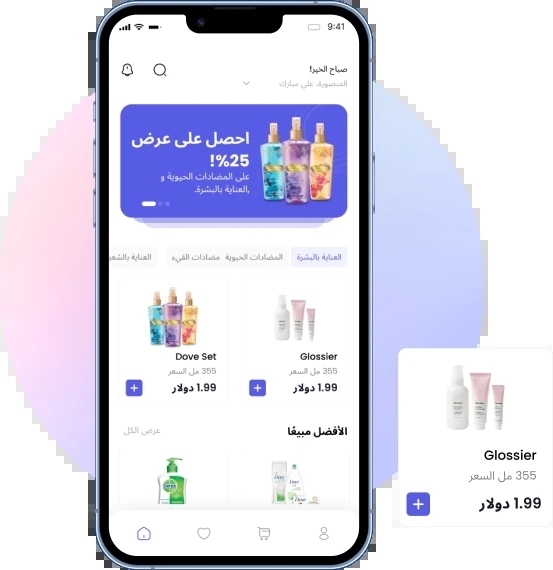 9:41
صباح الخير!
المنصورة، علي مبارك
احصل على عرض
25%!
على المضادات الحيوية و
العناية بالبشرة.
العناية بالبشرة
المضادات الحيوية
مضادات القيء
العناية بالشعر
Glossier
355 مل السعر
1.99 دولار
Dove Set
355 مل السعر
1.99 دولار
الأفضل مبيعًا
عرض الكل
Dove
Glossier
355 مل السعر
1.99 دولار